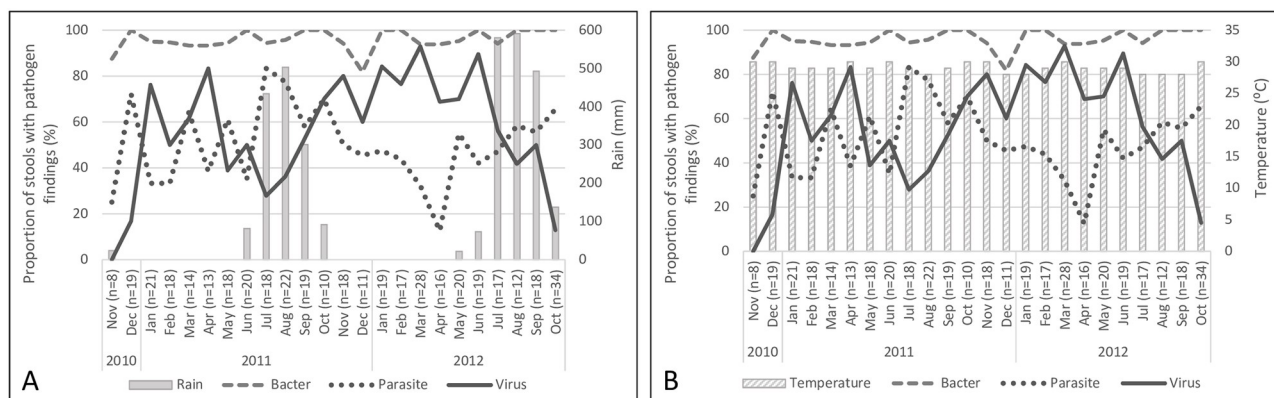 Proportion of stools with pathogen
findings (%)
100
80
60
40
20
0
600
500
400
300
200
100
0
Rain (mm)
Nov (n=8)
Dec (n=19)
Jan (n=21)
Feb (n=18)
Mar (n=14)
Apr (n=13)
May (n=18)
Jun (n=20)
Jul (n=18)
Aug (n=22)
Sep (n=19)
Oct (n=10)
Nov (n=18)
Dec (n=11)
Jan (n=19)
Feb (n=17)
Mar (n=28)
Apr (n=16)
May (n=20)
Jun (n=19)
Jul (n=17)
Aug (n=12)
Sep (n=18)
Oct (n=34)
2010 2011 2012
A
Rain Bacter Parasite Virus
Proportion of stools with pathogen
findings (%)
100
80
60
40
20
0
35
30
25
20
15
10
5
0
Temperature (°C)
Nov (n=8)
Dec (n=19)
Jan (n=21)
Feb (n=18)
Mar (n=14)
Apr (n=13)
May (n=18)
Jun (n=20)
Jul (n=18)
Aug (n=22)
Sep (n=19)
Oct (n=10)
Nov (n=18)
Dec (n=11)
Jan (n=19)
Feb (n=17)
Mar (n=28)
Apr (n=16)
May (n=20)
Jun (n=19)
Jul (n=17)
Aug (n=12)
Sep (n=18)
Oct (n=34)
2010 2011 2012
B
Temperature Bacter Parasite Virus